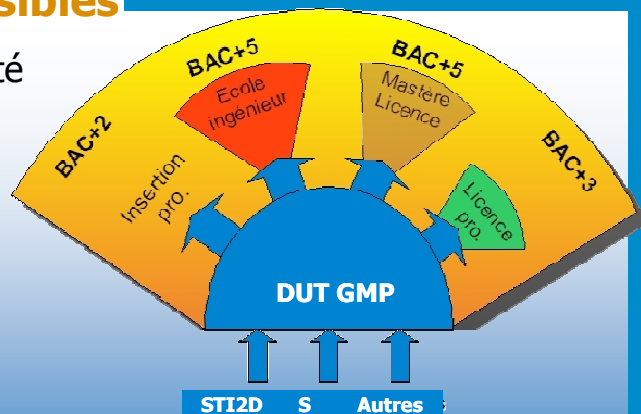 sibles
té
BAC+2
BAC+5
BAC+5
BAC+3
Insertion
pro.
Ecole
ingénieur
Mastère
Licence
Licence
pro.
DUT GMP
STI2D S Autres